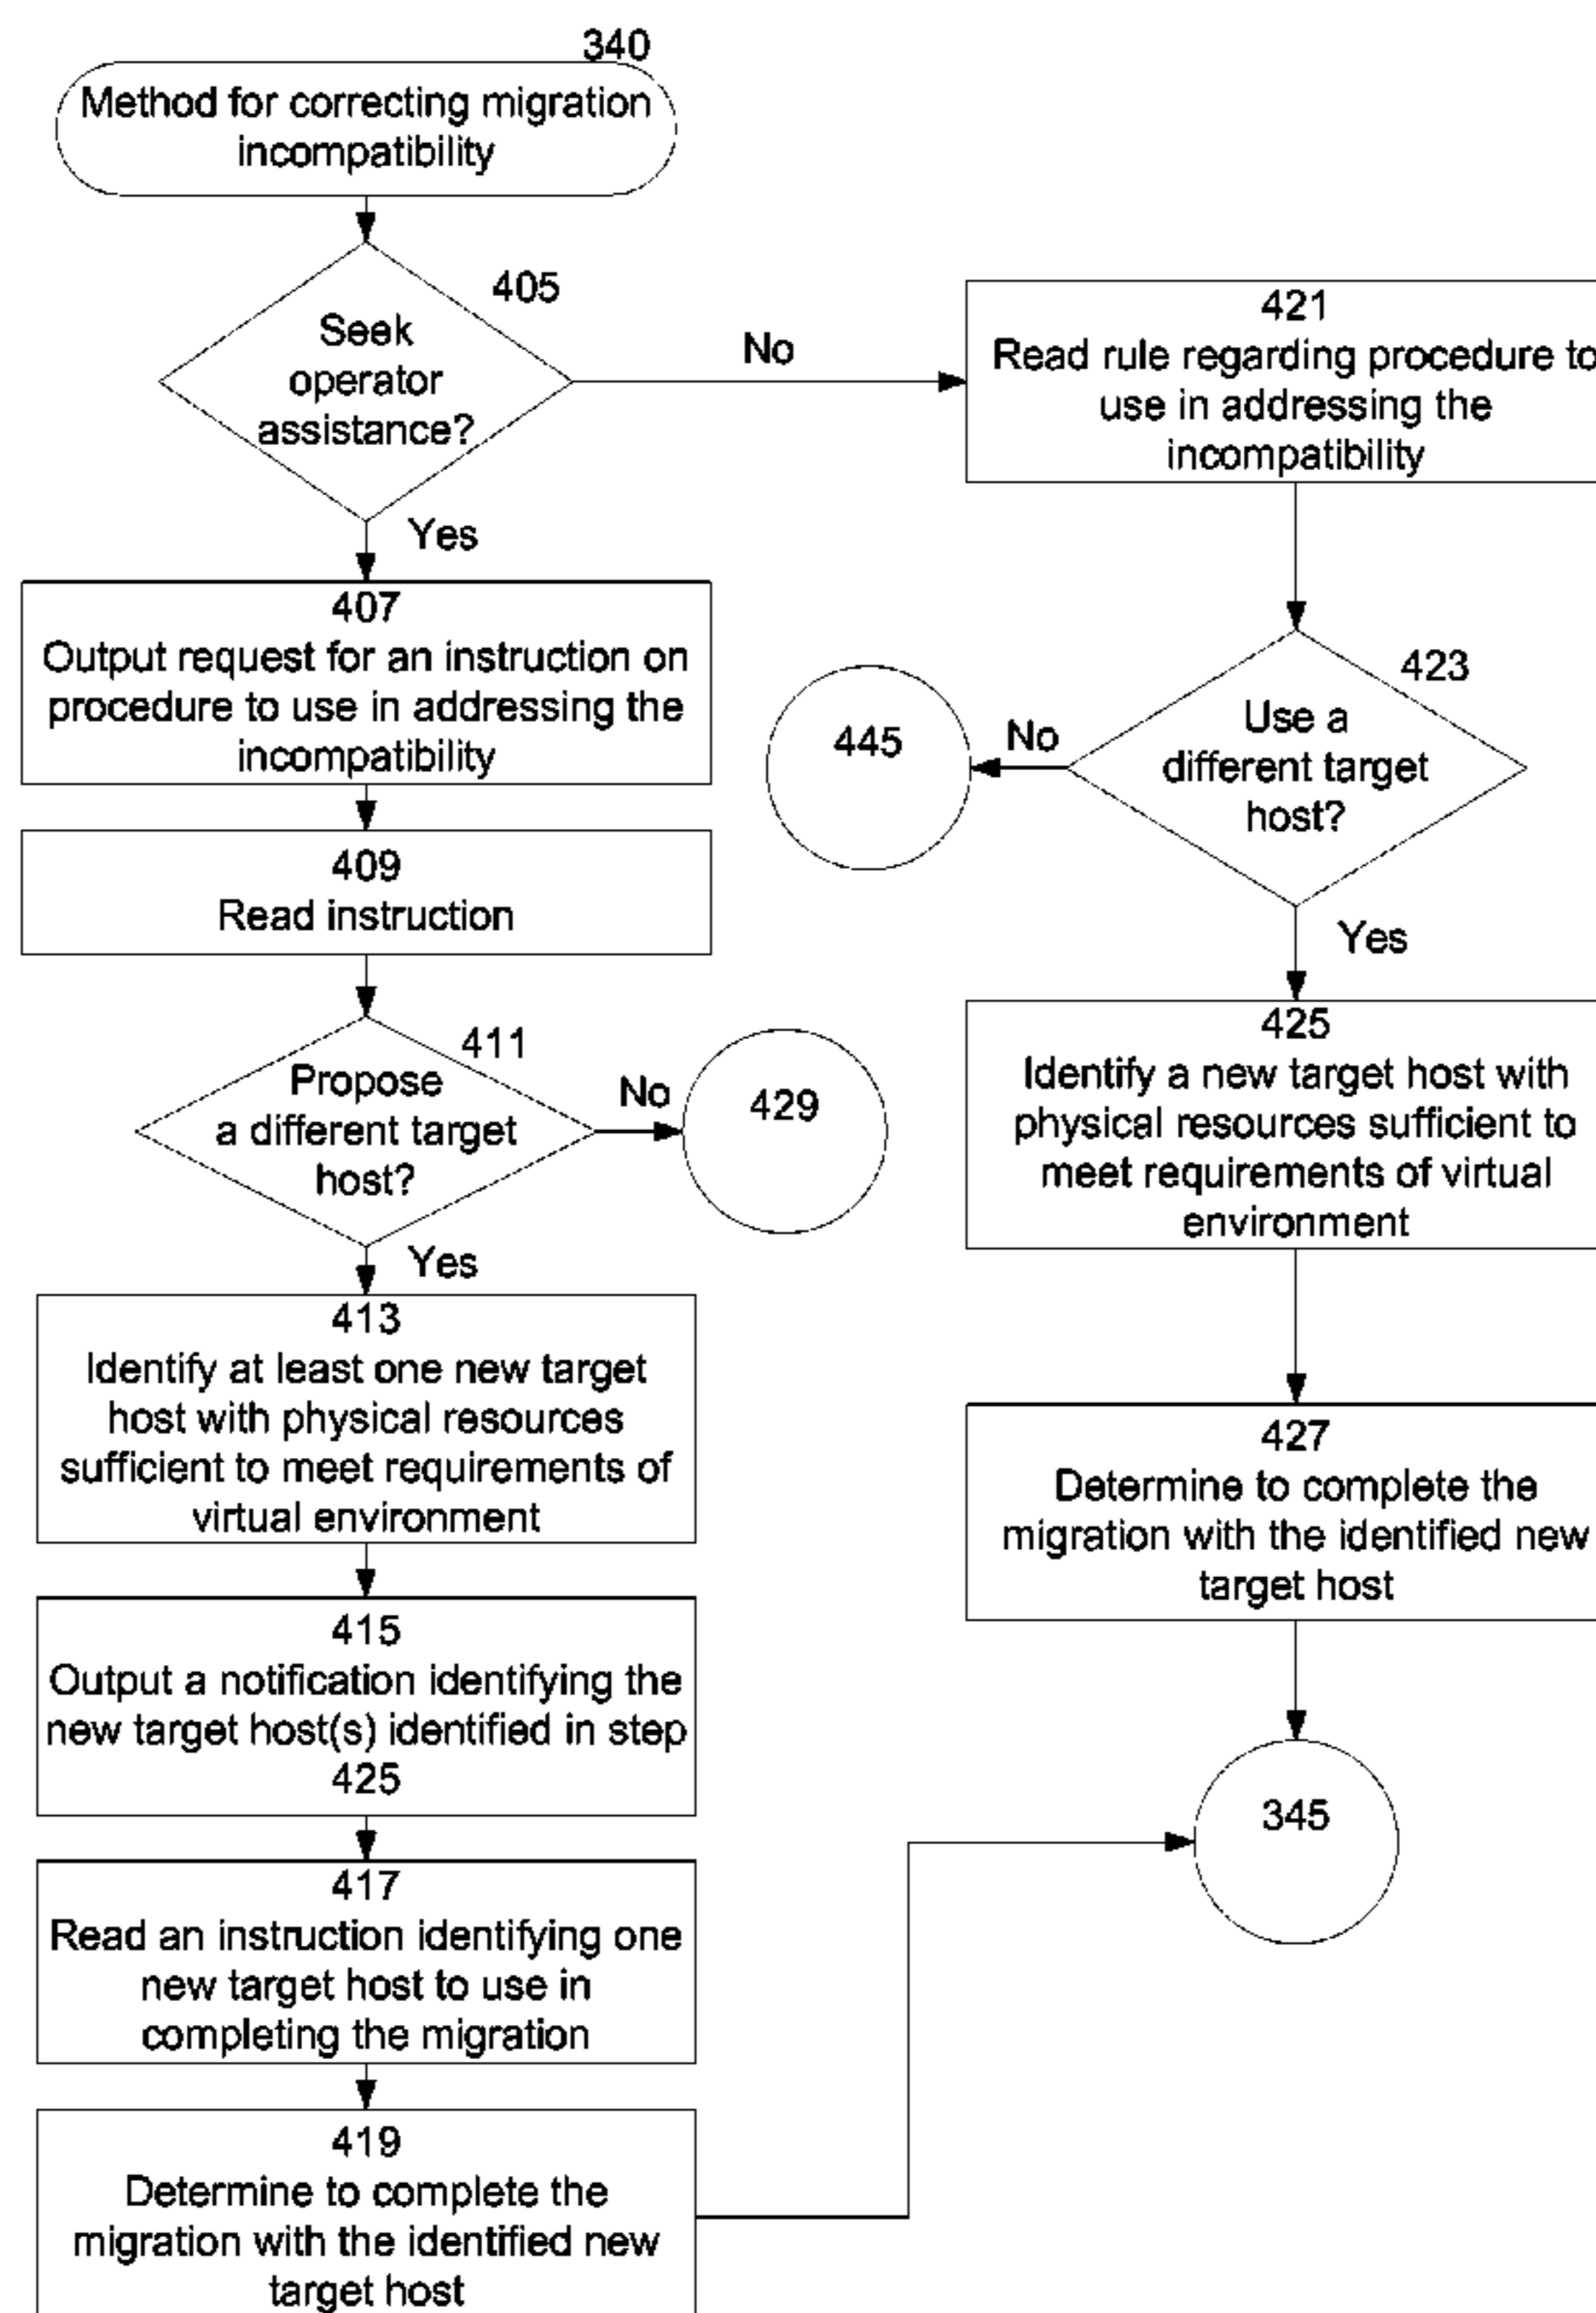 340
Method for correcting migration
incompatibility
405
Seek
operator
assistance?
No
Yes
407
Output request for an instruction on
procedure to use in addressing the
incompatibility
409
Read instruction
411
Propose
a different target
host?
No
429
Yes
413
Identify at least one new target
host with physical resources
sufficient to meet requirements of
virtual environment
415
Output a notification identifying the
new target host(s) identified in step
425
417
Read an instruction identifying one
new target host to use in
completing the migration
419
Determine to complete the
migration with the identified new
target host
421
Read rule regarding procedure to
use in addressing the
incompatibility
423
Use a
different target
host?
No
445
Yes
425
Identify a new target host with
physical resources sufficient to
meet requirements of virtual
environment
427
Determine to complete the
migration with the identified new
target host
345